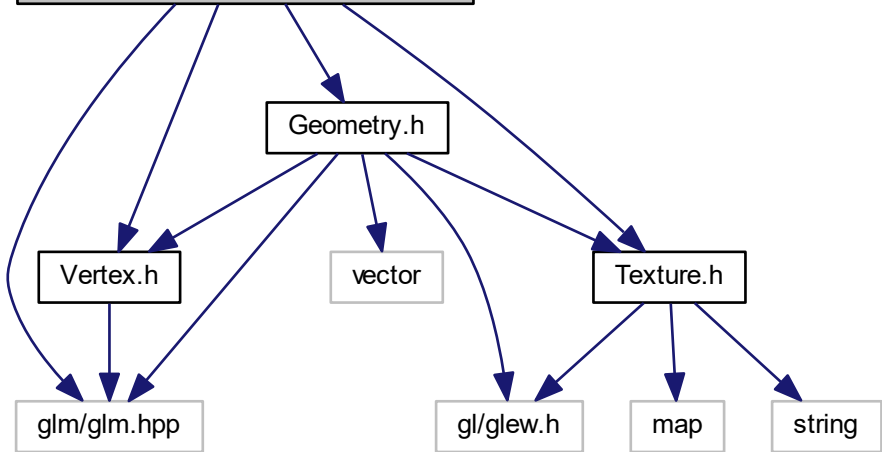 Geometry.h
Vertex.h
vector
Texture.h
glm/glm.hpp
gl/glew.h
map
string